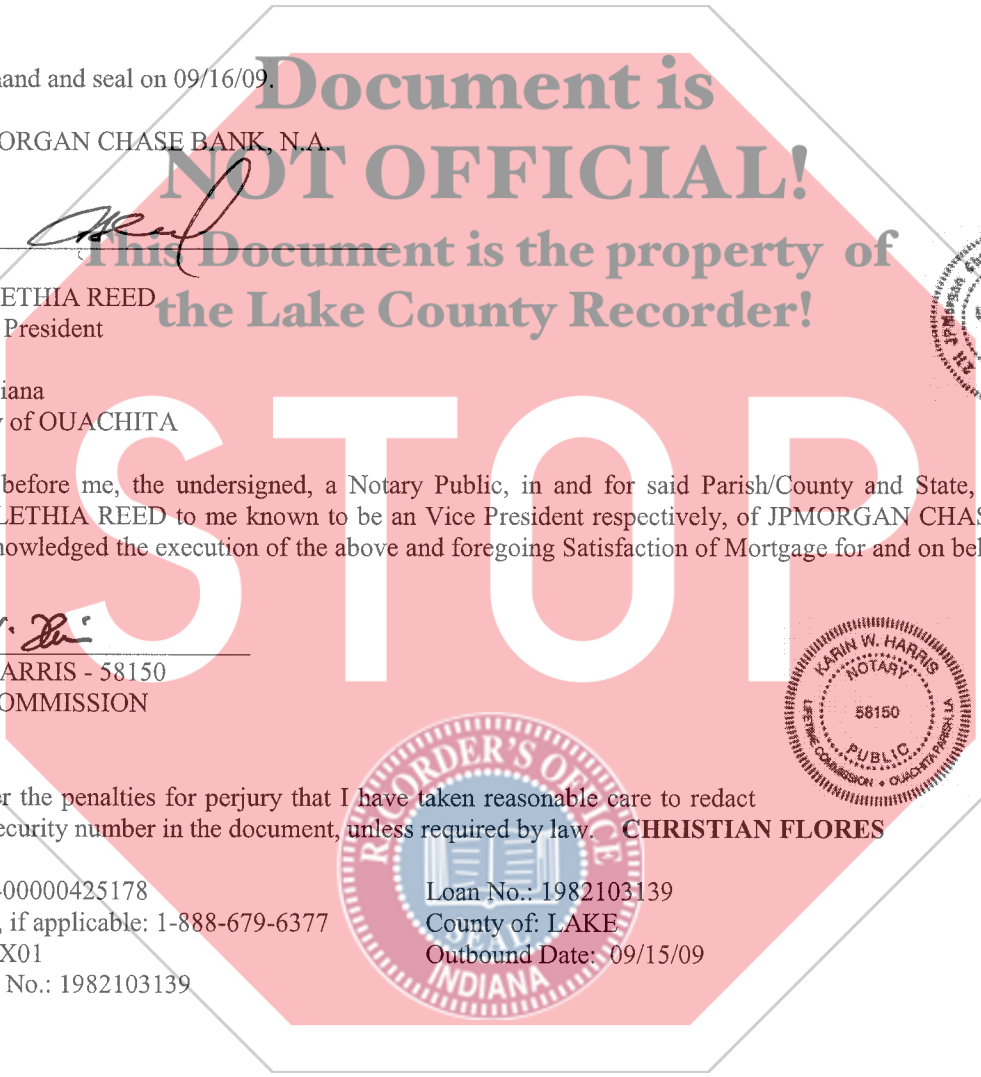 Document is
and and seal on 09/16/09.
ORGAN CHASE BANK, N.A.
NOT OFFICIAL!
This Document is the property of
ETHIA REED
the Lake County Recorder!
President
iana
y of OUACHITA
STOP
before me, the undersigned, a Notary Public, in and for said Parish/County and State,
LETHIA REED to me known to be an Vice President respectively, of JPMORGAN CHAS
nowledged the execution of the above and foregoing Satisfaction of Mortgage for and on bel
ARRIS - 58150
OMMISSION
KARIN W. HARRIS
NOTARY
58150
PUBLIC
LIFETIME COMMISSION • OUACHITA PARISH, LA
RECORDER'S OFFICE
SEAL
INDIANA
er the penalties for perjury that I have taken reasonable care to redact
ecurity number in the document, unless required by law. CHRISTIAN FLORES
-00000425178
Loan No.: 1982103139
, if applicable: 1-888-679-6377
County of: LAKE
X01
Outbound Date: 09/15/09
No.: 1982103139